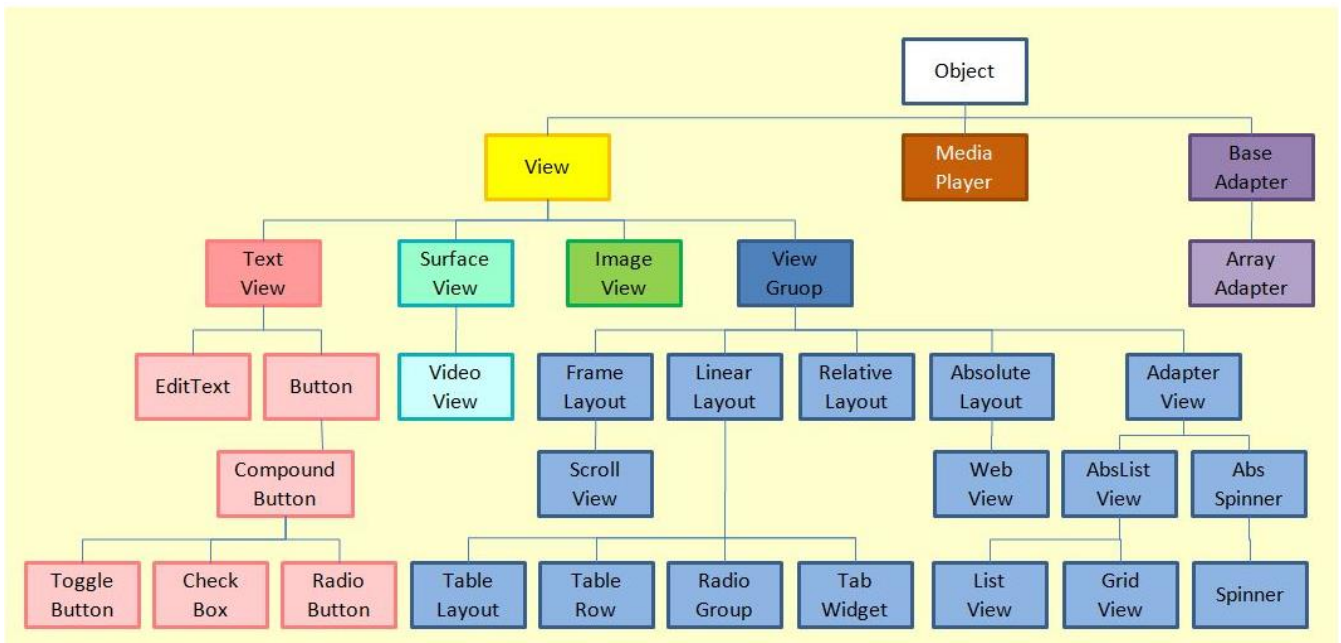 Object
View
Media
Player
Base
Adapter
Text
View
Surface
View
Image
View
View
Gruop
Array
Adapter
EditText
Button
Video
View
Frame
Layout
Linear
Layout
Relative
Layout
Absolute
Layout
Adapter
View
Compound
Button
Scroll
View
Web
View
AbsList
View
Abs
Spinner
Toggle
Button
Check
Box
Radio
Button
Table
Layout
Table
Row
Radio
Group
Tab
Widget
List
View
Grid
View
Spinner